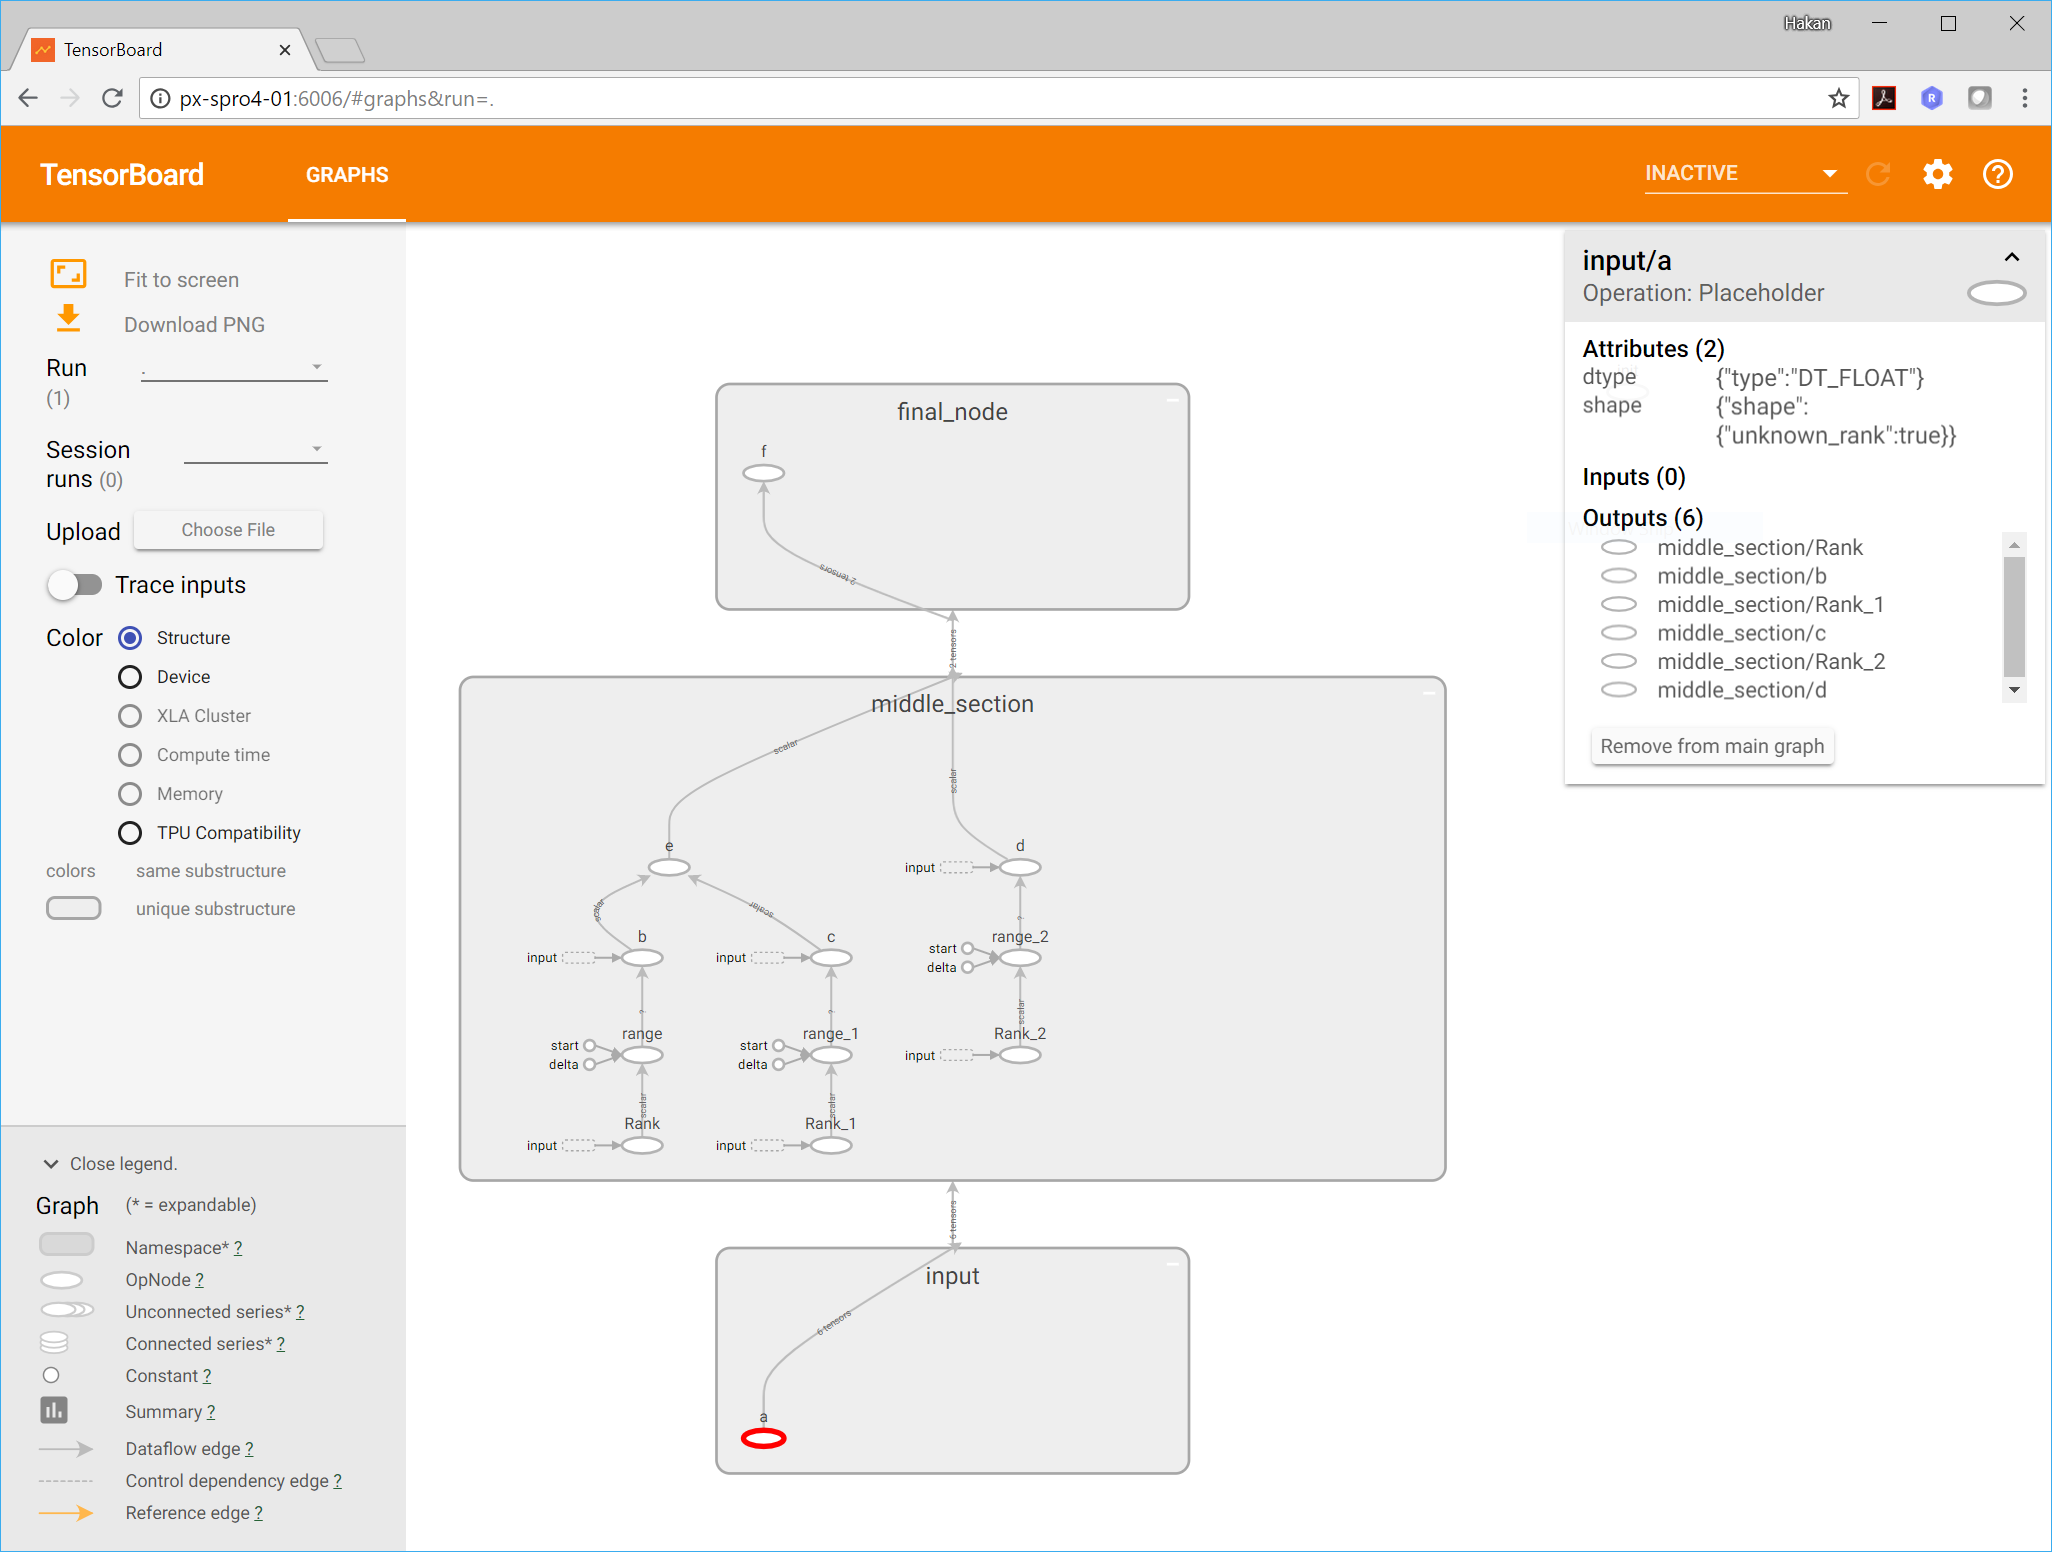 Hakan
TensorBoard
px-spro4-01:6006/#graphs&run=.
TensorBoard
GRAPHS
INACTIVE
Fit to screen
Download PNG
Run
(1)
.
Session
runs (0)
Upload
Choose File
Trace inputs
Color
Structure
Device
XLA Cluster
Compute time
Memory
TPU Compatibility
colors
same substructure
unique substructure
Close legend.
Graph
(* = expandable)
Namespace* ?
OpNode ?
Unconnected series* ?
Connected series* ?
Constant ?
Summary ?
Dataflow edge ?
Control dependency edge ?
Reference edge ?
final_node
f
2 tensors
2 tensors
middle_section
scalar
scalar
e
d
input
scalar
scalar
?
b
c
range_2
input
input
start
delta
?
?
scalar
range
range_1
Rank_2
start
delta
start
delta
input
scalar
scalar
Rank
Rank_1
input
input
6 tensors
input
6 tensors
a
input/a
Operation: Placeholder
Attributes (2)
dtype
{"type":"DT_FLOAT"}
shape
{"shape":
{"unknown_rank":true}}
Inputs (0)
Outputs (6)
middle_section/Rank
middle_section/b
middle_section/Rank_1
middle_section/c
middle_section/Rank_2
middle_section/d
Remove from main graph